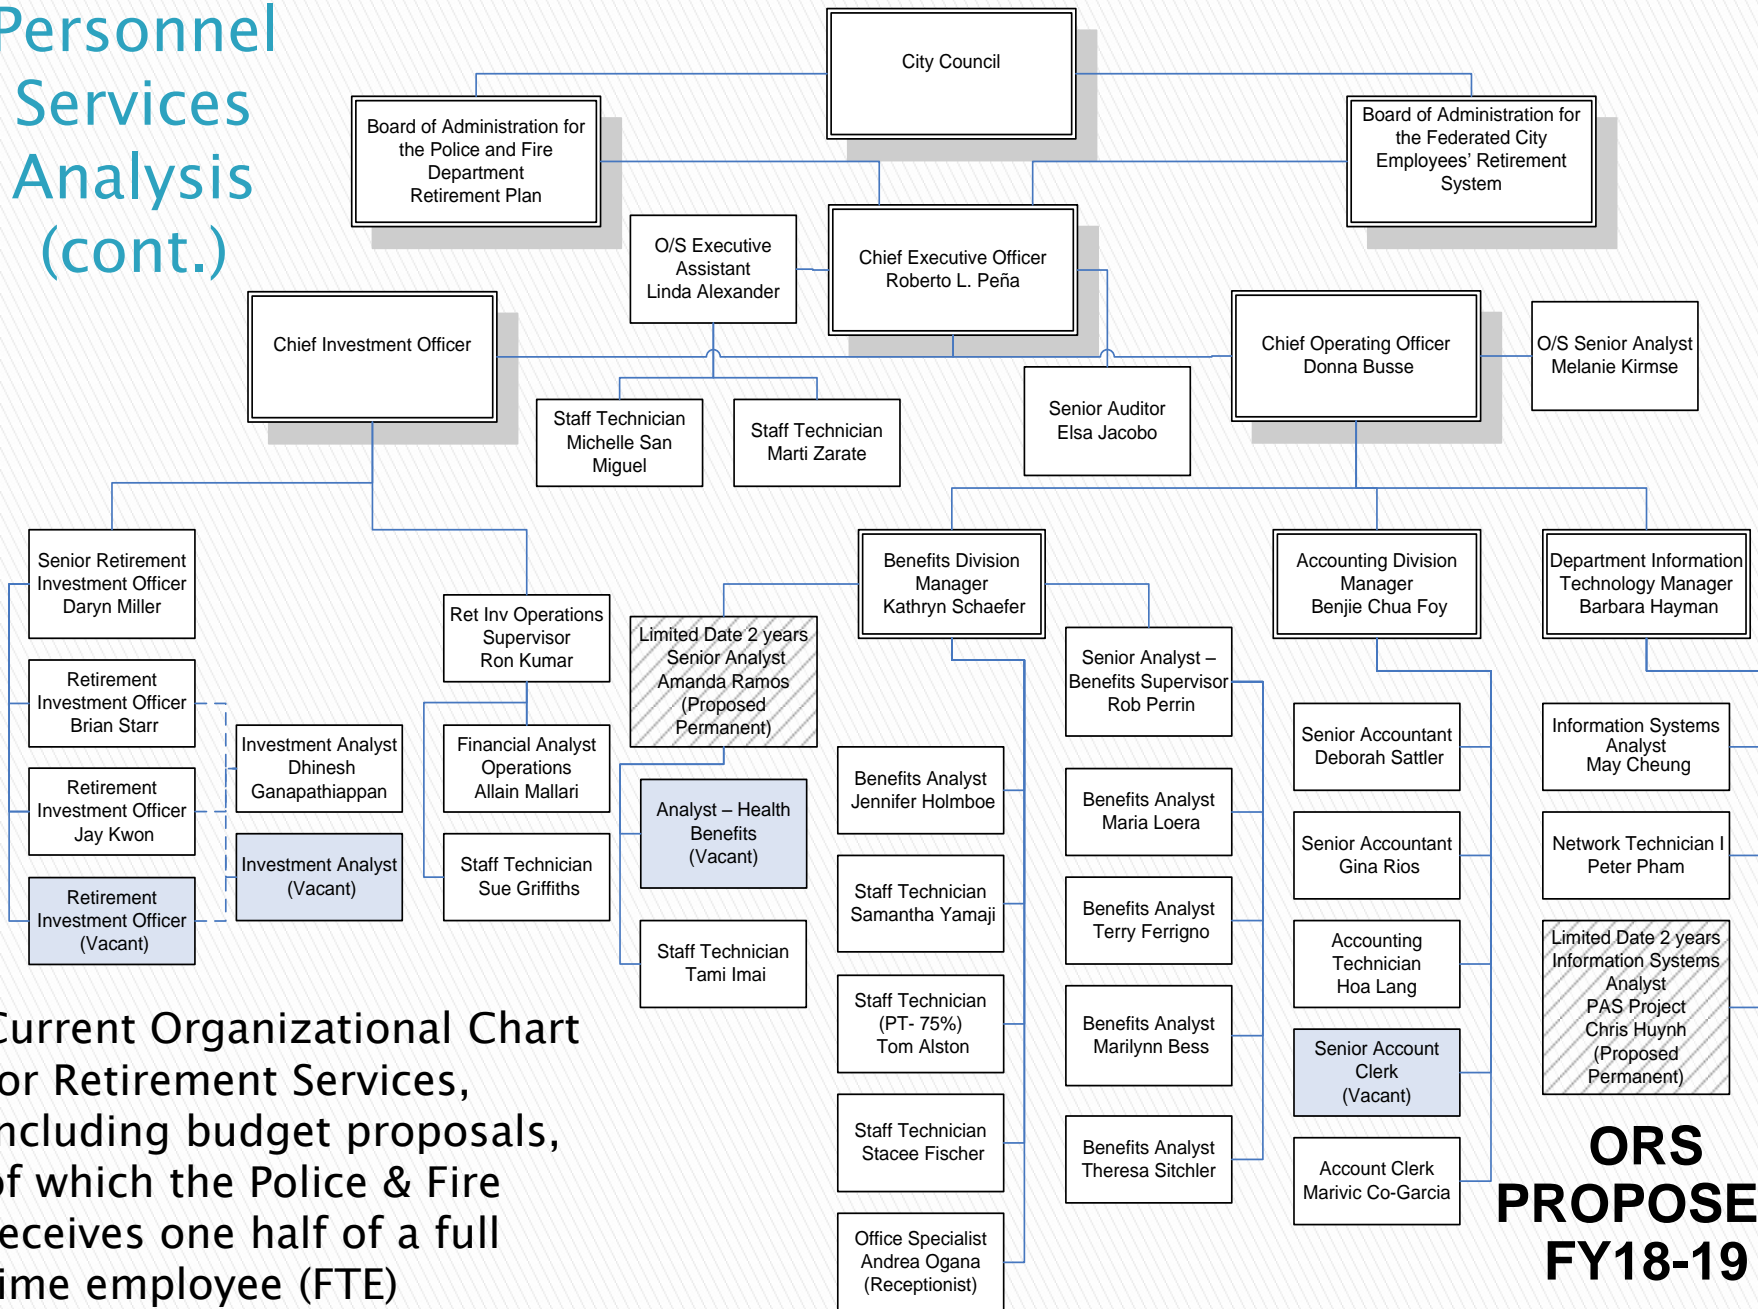 Personnel
Services
Analysis
(cont.)
City Council
Board of Administration for
the Police and Fire
Department
Retirement Plan
Board of Administration for
the Federated City
Employees' Retirement
System
O/S Executive
Assistant
Linda Alexander
Chief Executive Officer
Roberto L. Peña
Chief Investment Officer
Chief Operating Officer
Donna Busse
O/S Senior Analyst
Melanie Kirmse
Staff Technician
Michelle San
Miguel
Staff Technician
Marti Zarate
Senior Auditor
Elsa Jacobo
Senior Retirement
Investment Officer
Daryn Miller
Ret Inv Operations
Supervisor
Ron Kumar
Benefits Division
Manager
Kathryn Schaefer
Accounting Division
Manager
Benjie Chua Foy
Department Information
Technology Manager
Barbara Hayman
Retirement
Investment Officer
Brian Starr
Retirement
Investment Officer
Jay Kwon
Retirement
Investment Officer
(Vacant)
Investment Analyst
Dhinesh
Ganapathiappan
Investment Analyst
(Vacant)
Financial Analyst
Operations
Allain Mallari
Staff Technician
Sue Griffiths
Limited Date 2 years
Senior Analyst
Amanda Ramos
(Proposed
Permanent)
Analyst – Health
Benefits
(Vacant)
Staff Technician
Tami Imai
Benefits Analyst
Jennifer Holmboe
Staff Technician
Samantha Yamaji
Staff Technician
(PT- 75%)
Tom Alston
Staff Technician
Stacee Fischer
Office Specialist
Andrea Ogana
(Receptionist)
Senior Analyst –
Benefits Supervisor
Rob Perrin
Benefits Analyst
Maria Loera
Benefits Analyst
Terry Ferrigno
Benefits Analyst
Marilynn Bess
Benefits Analyst
Theresa Sitchler
Senior Accountant
Deborah Sattler
Senior Accountant
Gina Rios
Accounting
Technician
Hoa Lang
Senior Account
Clerk
(Vacant)
Account Clerk
Marivic Co-Garcia
Information Systems
Analyst
May Cheung
Network Technician I
Peter Pham
Limited Date 2 years
Information Systems
Analyst
PAS Project
Chris Huynh
(Proposed
Permanent)
Current Organizational Chart
or Retirement Services,
ncluding budget proposals,
of which the Police & Fire
eceives one half of a full
ime employee (FTE)
ORS
PROPOSE
FY18-19